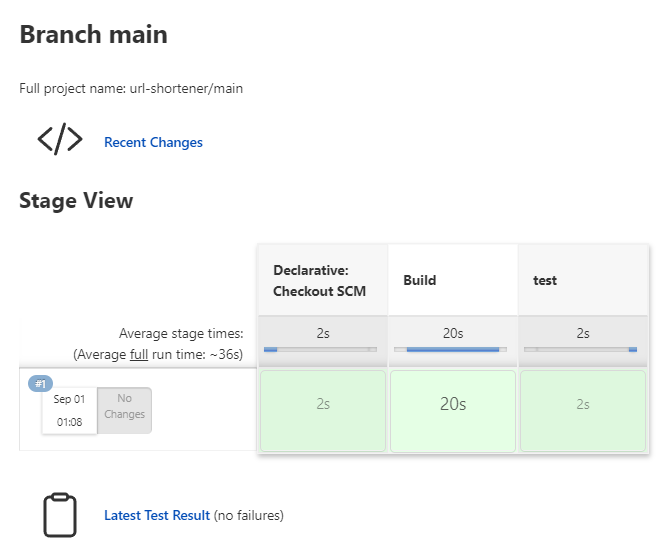 Branch main
Full project name: url-shortener/main
Recent Changes
Stage View
Declarative:
Checkout SCM
Build
test
Average stage times:
(Average full run time: ~36s)
2s
20s
2s
#1
Sep 01
01:08
No
Changes
2s
20s
2s
Latest Test Result (no failures)